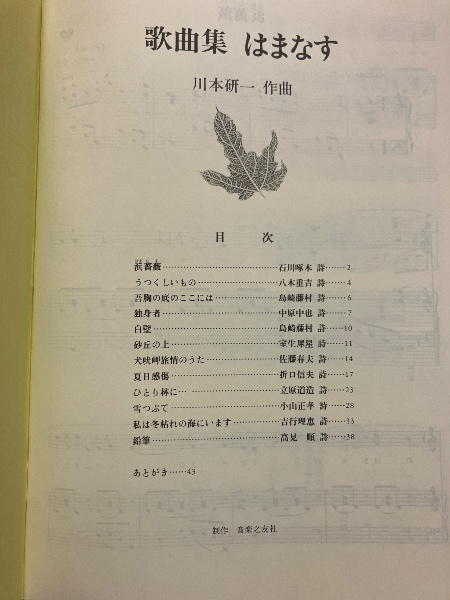 歌曲集 はまなす
川本研一 作曲
目 次
浜薔薇……石川啄木 詩……2
うつくしいもの……八木重吉 詩……4
吾胸の底のここには……島崎藤村 詩……6
独身者……中原中也 詩……7
白壁……島崎藤村 詩……10
砂丘の上……室生犀星 詩……11
犬吠岬旅情のうた……佐藤春夫 詩……14
夏日感傷……折口信夫 詩……17
ひとり林に………立原道造 詩……23
雪つぶて……小山正孝 詩……28
私は冬枯れの海にいます……吉行理恵 詩……33
鉛筆……高見 順 詩……38
あとがき……43
制作 音楽之友社